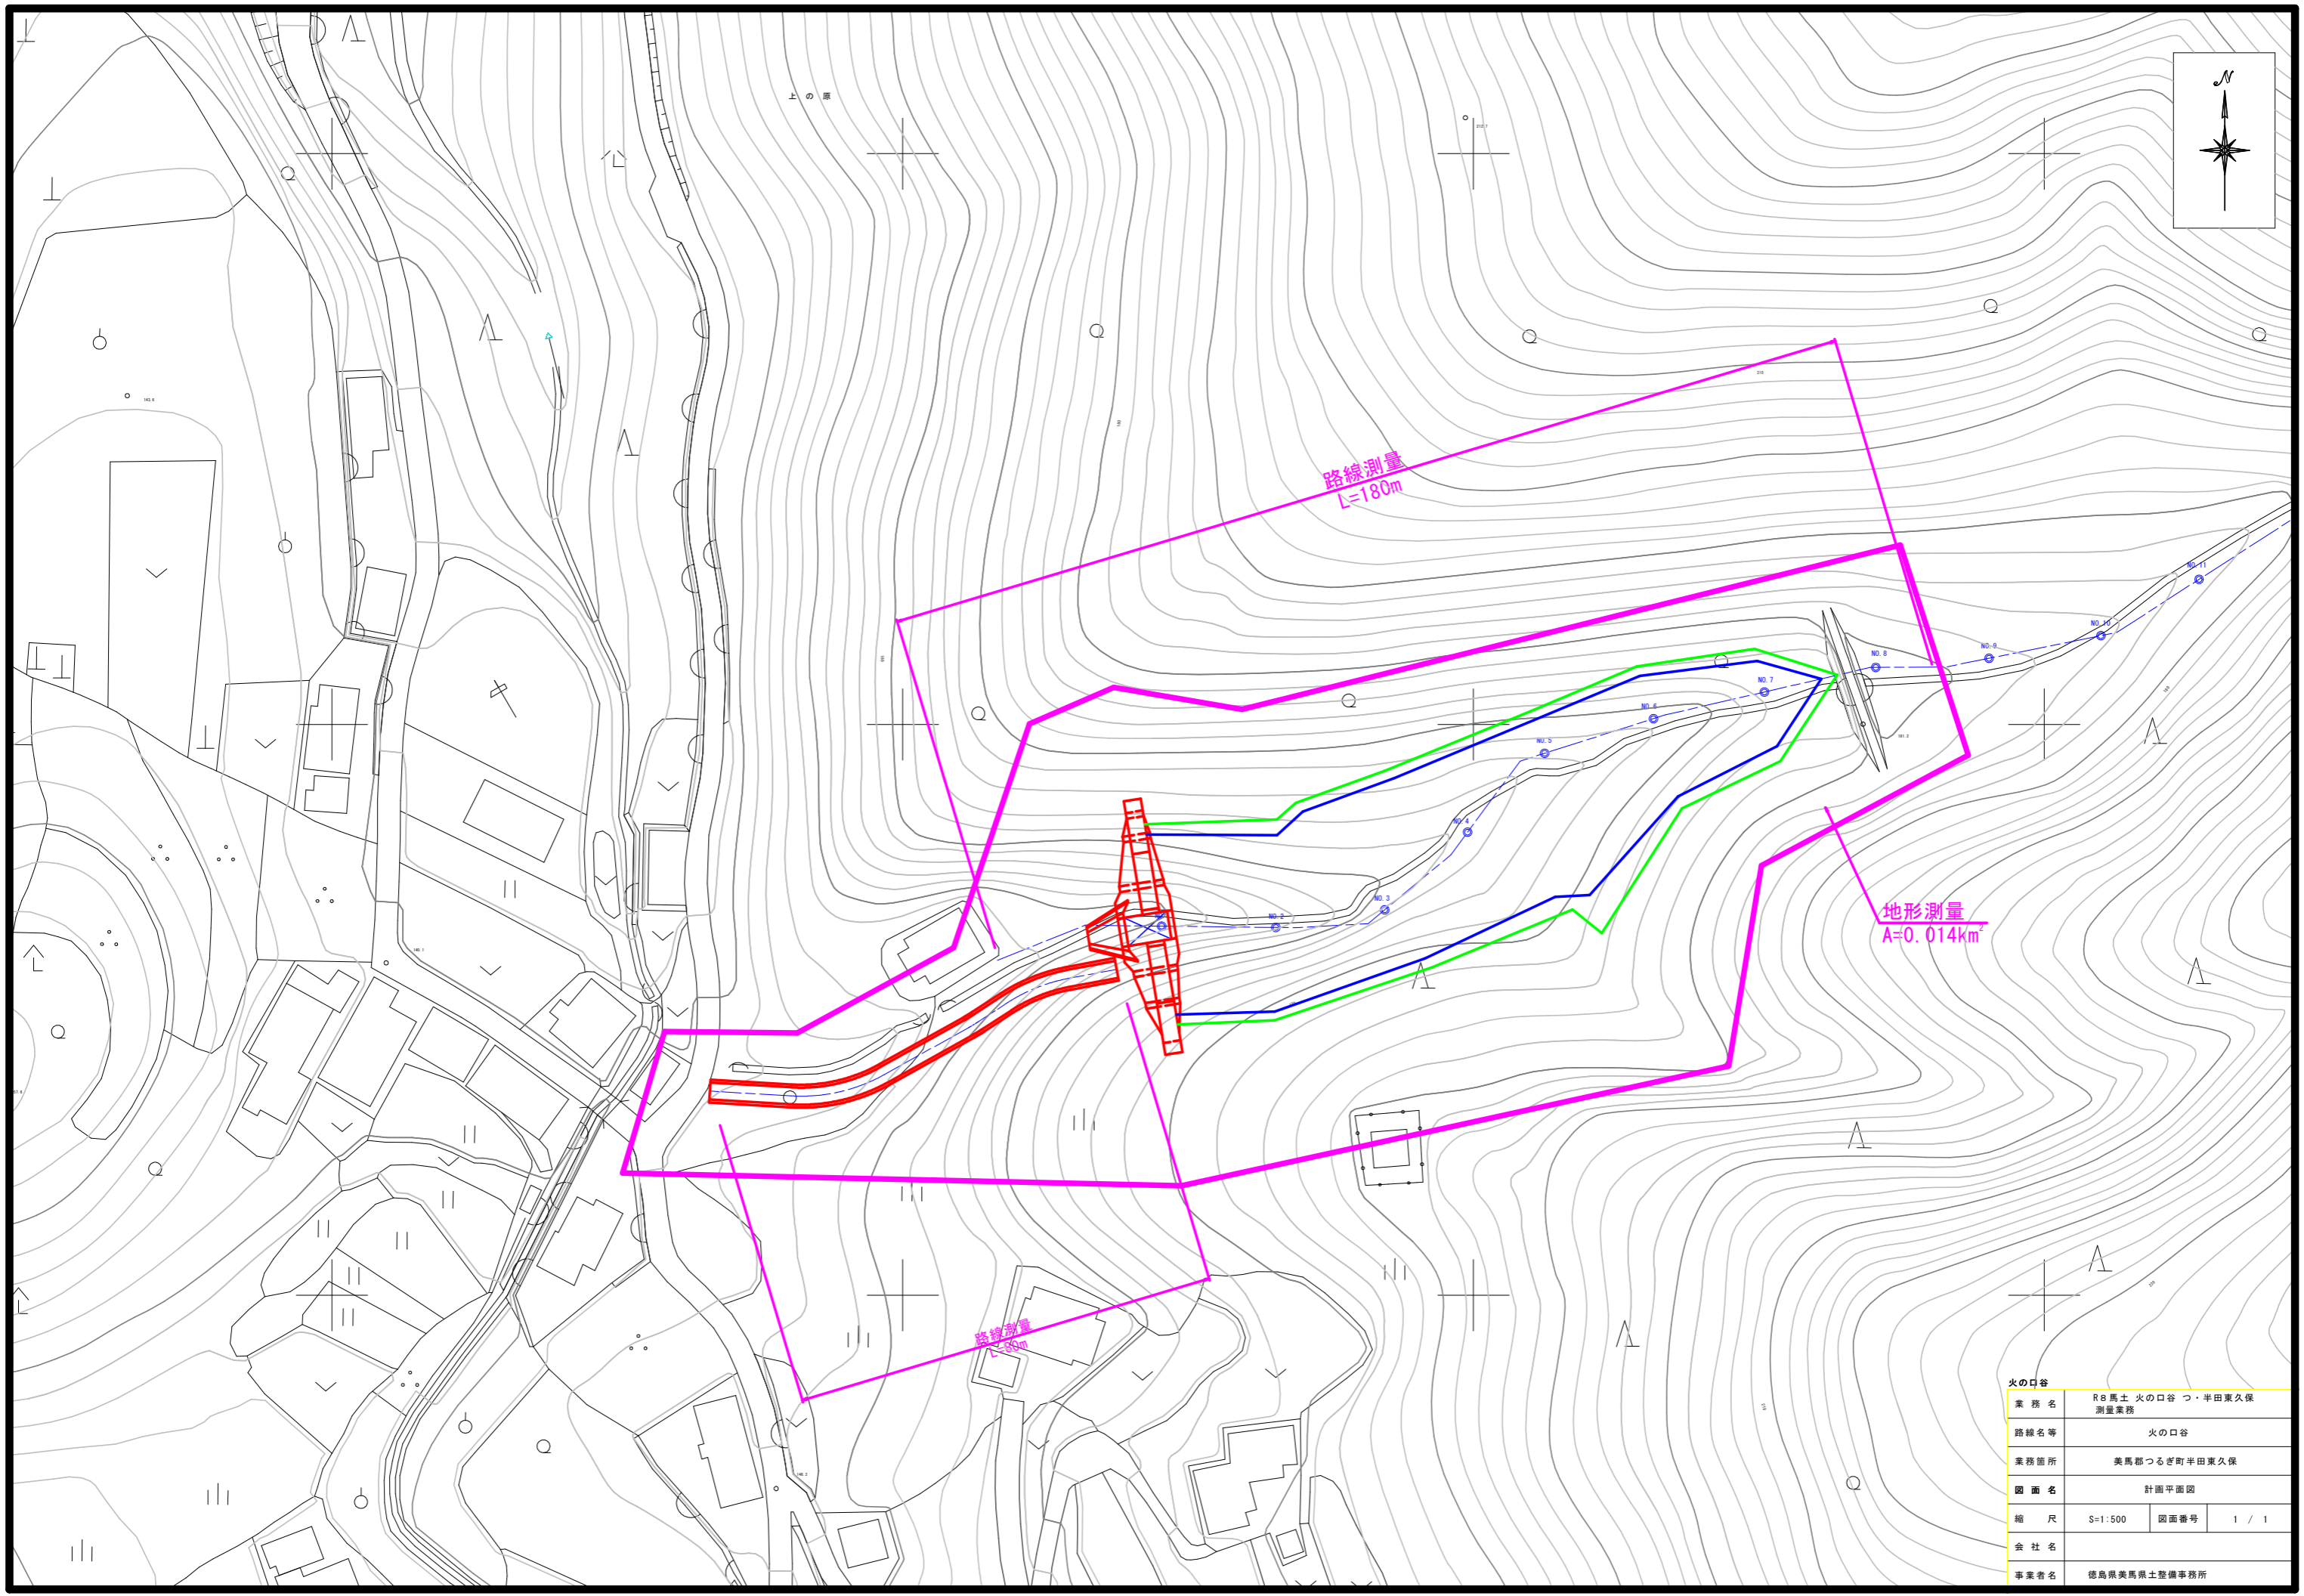 N
上の原
路線測量
L=180m
NO.11
NO.10
NO.9
NO.8
NO.7
NO.6
NO.5
NO.4
NO.3
NO.2
地形測量
A=0.014km²
路線測量
火の口谷
業務名 R8馬土 火の口谷 つ・半田東久保
測量業務
路線名等 火の口谷
業務箇所 美馬郡つるぎ町半田東久保
図面名 計画平面図
縮尺 S=1:500 図面番号 1 / 1
会社名
事業者名 徳島県美馬県土整備事務所